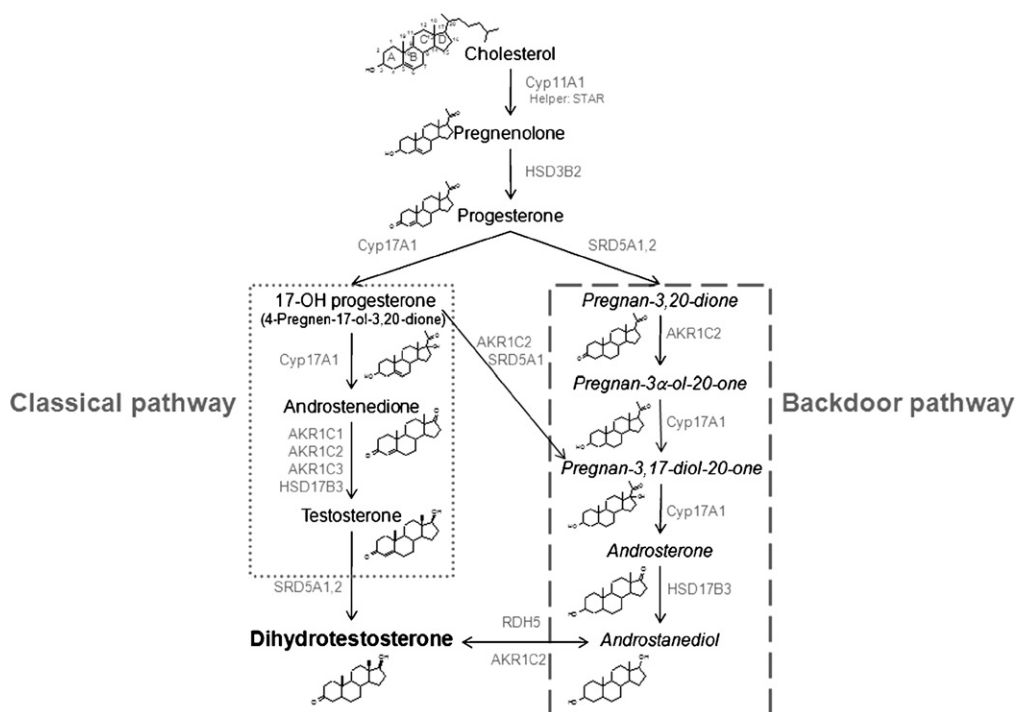 Cholesterol
Cyp11A1
Helper: STAR
Pregnenolone
HSD3B2
Progesterone
Cyp17A1
SRD5A1,2
17-OH progesterone
(4-Pregnen-17-ol-3,20-dione)
Pregnan-3,20-dione
AKR1C2
SRD5A1
AKR1C2
Cyp17A1
Pregnan-3α-ol-20-one
Classical pathway
Androstenedione
Backdoor pathway
Cyp17A1
AKR1C1
AKR1C2
AKR1C3
HSD17B3
Pregnan-3,17-diol-20-one
Testosterone
Cyp17A1
Androsterone
SRD5A1,2
HSD17B3
RDH5
Dihydrotestosterone
Androstanediol
AKR1C2